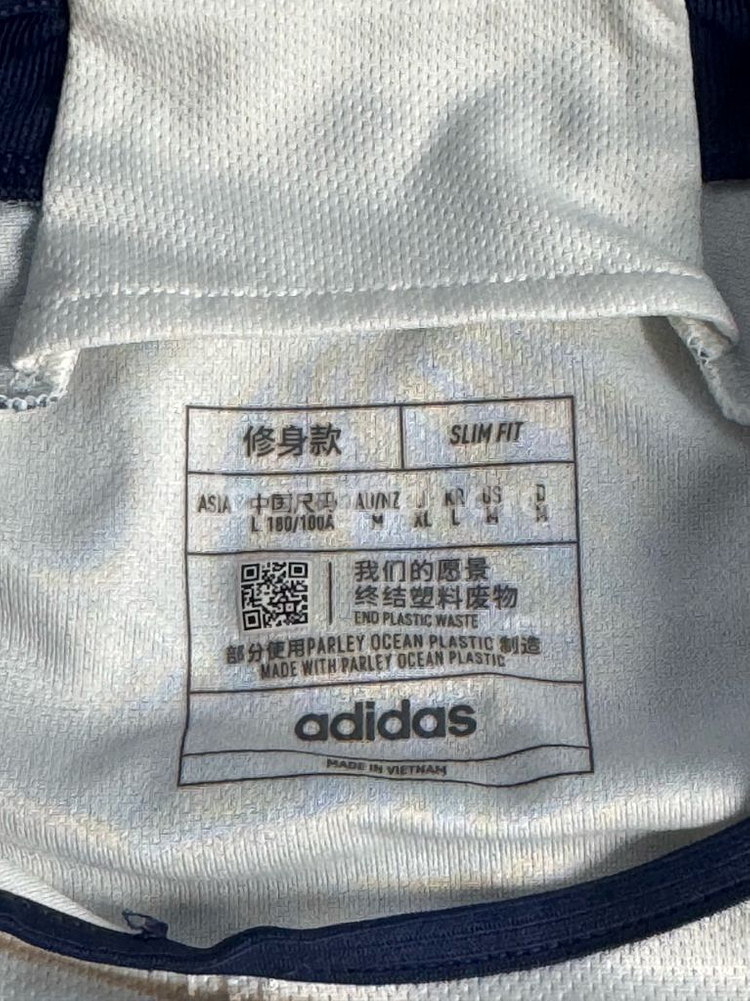 修身款 SLIM FIT
ASIA 中国尺码 AU/NZ J KR US D
L 180/100A M XL L M M
我们的愿景
终结塑料废物
END PLASTIC WASTE
部分使用PARLEY OCEAN PLASTIC 制造
MADE WITH PARLEY OCEAN PLASTIC
adidas
MADE IN VIETNAM